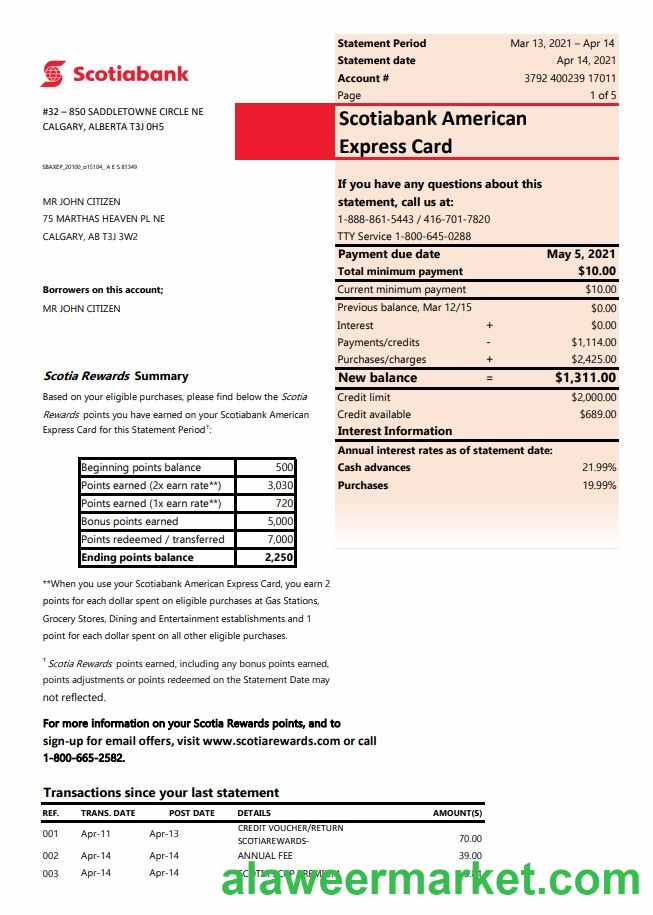 Scotiabank
Statement Period Mar 13, 2021 – Apr 14
Statement date Apr 14, 2021
Account # 3792 400239 17011
Page 1 of 5
#32 – 850 SADDLETOWNE CIRCLE NE
CALGARY, ALBERTA T3J 0H5
Scotiabank American
Express Card
MR JOHN CITIZEN
75 MARTHAS HEAVEN PL NE
CALGARY, AB T3J 3W2
If you have any questions about this
statement, call us at:
1-888-861-5443 / 416-701-7820
TTY Service 1-800-645-0288
Payment due date May 5, 2021
Total minimum payment $10.00
Borrowers on this account;
MR JOHN CITIZEN
Current minimum payment $10.00
Previous balance, Mar 12/15 $0.00
Interest + $0.00
Payments/credits - $1,114.00
Purchases/charges + $2,425.00
New balance = $1,311.00
Credit limit $2,000.00
Credit available $689.00
Interest Information
Annual interest rates as of statement date:
Cash advances 21.99%
Purchases 19.99%
Scotia Rewards Summary
Based on your eligible purchases, please find below the Scotia
Rewards points you have earned on your Scotiabank American
Express Card for this Statement Period†:
Beginning points balance 500
Points earned (2x earn rate**) 3,030
Points earned (1x earn rate**) 720
Bonus points earned 5,000
Points redeemed / transferred 7,000
Ending points balance 2,250
**When you use your Scotiabank American Express Card, you earn 2
points for each dollar spent on eligible purchases at Gas Stations,
Grocery Stores, Dining and Entertainment establishments and 1
point for each dollar spent on all other eligible purchases.
† Scotia Rewards points earned, including any bonus points earned,
points adjustments or points redeemed on the Statement Date may
not reflected.
For more information on your Scotia Rewards points, and to
sign-up for email offers, visit www.scotiarewards.com or call
1-800-665-2582.
Transactions since your last statement
REF. TRANS. DATE POST DATE DETAILS AMOUNT(S)
001 Apr-11 Apr-13 CREDIT VOUCHER/RETURN
SCOTIAREWARDS- 70.00
002 Apr-14 Apr-14 ANNUAL FEE 39.00
003 Apr-14 Apr-14
alaweermarket.com